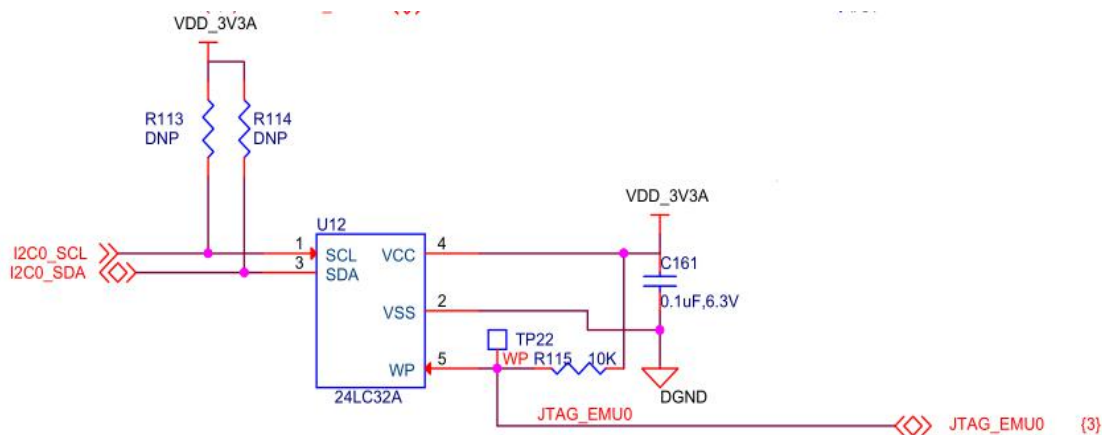 VDD_3V3A
R113
DNP
R114
DNP
VDD_3V3A
U12
I2C0_SCL
1
SCL
VCC
4
I2C0_SDA
3
SDA
C161
0.1uF,6.3V
VSS
2
TP22
WP
5
WP
R115
10K
DGND
24LC32A
JTAG_EMU0
JTAG_EMU0
{3}